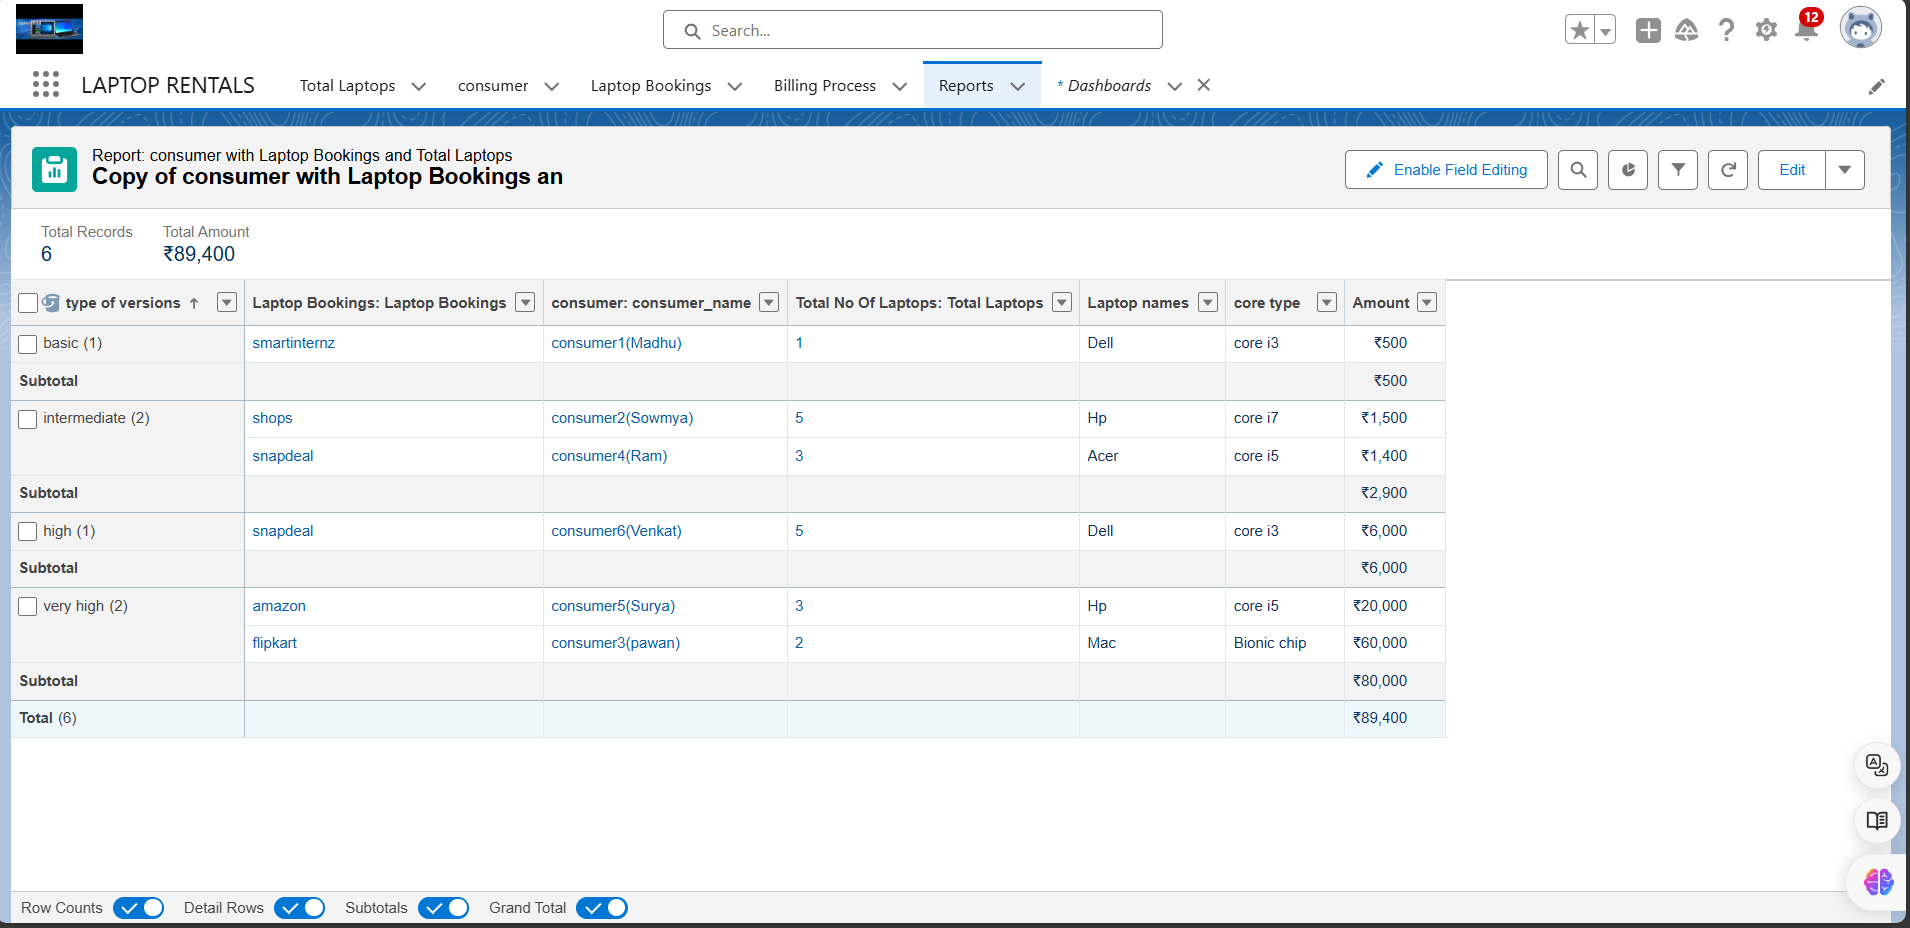 Search...
12
LAPTOP RENTALS
Total Laptops
consumer
Laptop Bookings
Billing Process
Reports
* Dashboards
Report: consumer with Laptop Bookings and Total Laptops
Copy of consumer with Laptop Bookings an
Enable Field Editing
Edit
Total Records Total Amount
6 ₹89,400
type of versions ↑ Laptop Bookings: Laptop Bookings consumer: consumer_name Total No Of Laptops: Total Laptops Laptop names core type Amount
basic (1) smartinternz consumer1(Madhu) 1 Dell core i3 ₹500
Subtotal ₹500
intermediate (2) shops consumer2(Sowmya) 5 Hp core i7 ₹1,500
snapdeal consumer4(Ram) 3 Acer core i5 ₹1,400
Subtotal ₹2,900
high (1) snapdeal consumer6(Venkat) 5 Dell core i3 ₹6,000
Subtotal ₹6,000
very high (2) amazon consumer5(Surya) 3 Hp core i5 ₹20,000
flipkart consumer3(pawan) 2 Mac Bionic chip ₹60,000
Subtotal ₹80,000
Total (6) ₹89,400
Row Counts Detail Rows Subtotals Grand Total